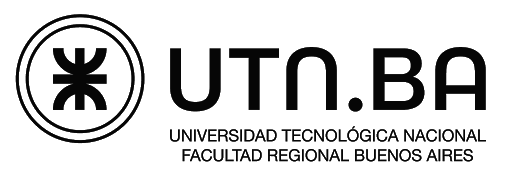 UTN.BA
UNIVERSIDAD TECNOLÓGICA NACIONAL
FACULTAD REGIONAL BUENOS AIRES